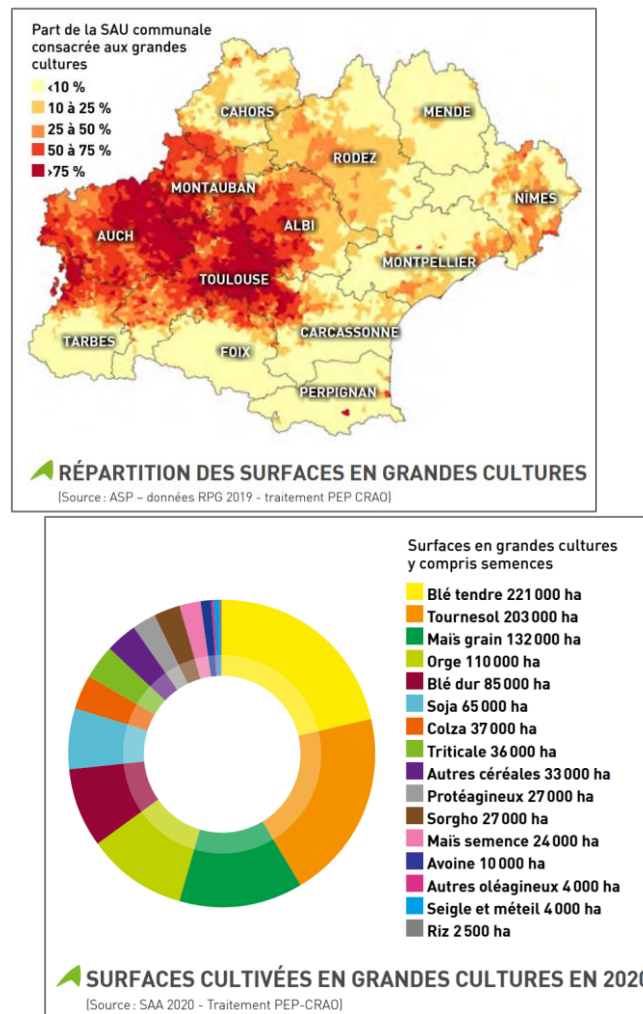 Part de la SAU communale
consacrée aux grandes
cultures
<10 %
10 à 25 %
25 à 50 %
50 à 75 %
>75 %
CAHORS
MENDE
RODEZ
MONTAUBAN
NÎMES
ALBI
AUCH
MONTPELLIER
TOULOUSE
CARCASSONNE
TARBES
FOIX
PERPIGNAN
RÉPARTITION DES SURFACES EN GRANDES CULTURES
(Source : ASP – données RPG 2019 - traitement PEP CRAO)
Surfaces en grandes cultures
y compris semences
Blé tendre 221 000 ha
Tournesol 203 000 ha
Maïs grain 132 000 ha
Orge 110 000 ha
Blé dur 85 000 ha
Soja 65 000 ha
Colza 37 000 ha
Triticale 36 000 ha
Autres céréales 33 000 ha
Protéagineux 27 000 ha
Sorgho 27 000 ha
Maïs semence 24 000 ha
Avoine 10 000 ha
Autres oléagineux 4 000 ha
Seigle et méteil 4 000 ha
Riz 2 500 ha
SURFACES CULTIVÉES EN GRANDES CULTURES EN 2020
(Source : SAA 2020 - Traitement PEP-CRAO)